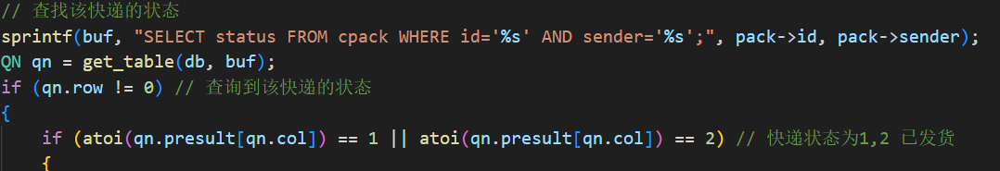 // 查找该快递的状态
sprintf(buf, "SELECT status FROM cpack WHERE id='%s' AND sender='%s';", pack->id, pack->sender);
QN qn = get_table(db, buf);
if (qn.row != 0) // 查询到该快递的状态
{
if (atoi(qn.presult[qn.col]) == 1 || atoi(qn.presult[qn.col]) == 2) // 快递状态为1,2 已发货
{